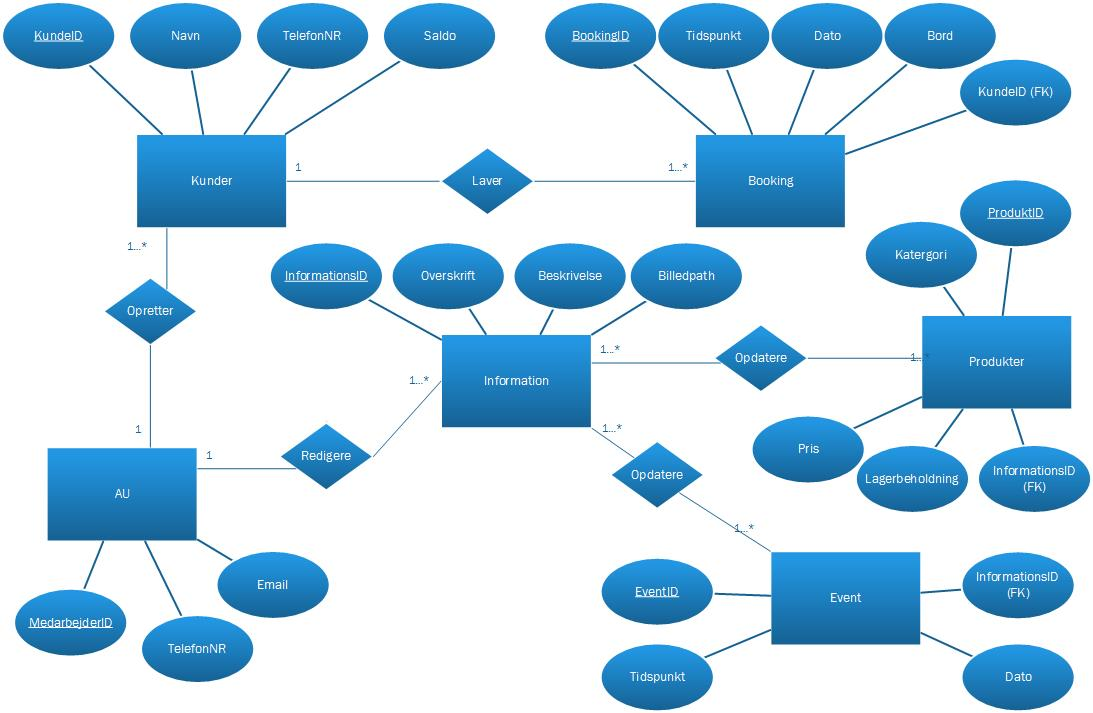 KundeID
Navn
TelefonNR
Saldo
BookingID
Tidspunkt
Dato
Bord
KundeID (FK)
Kunder
1
Laver
1...*
Booking
1...*
ProduktID
Katergori
InformationsID
Overskrift
Beskrivelse
Billedpath
Opretter
1...*
Opdatere
1...*
Produkter
Information
1...*
1
1...*
Redigere
1
Opdatere
Pris
Lagerbeholdning
InformationsID
(FK)
AU
1...*
Email
EventID
Event
InformationsID
(FK)
MedarbejderID
TelefonNR
Tidspunkt
Dato